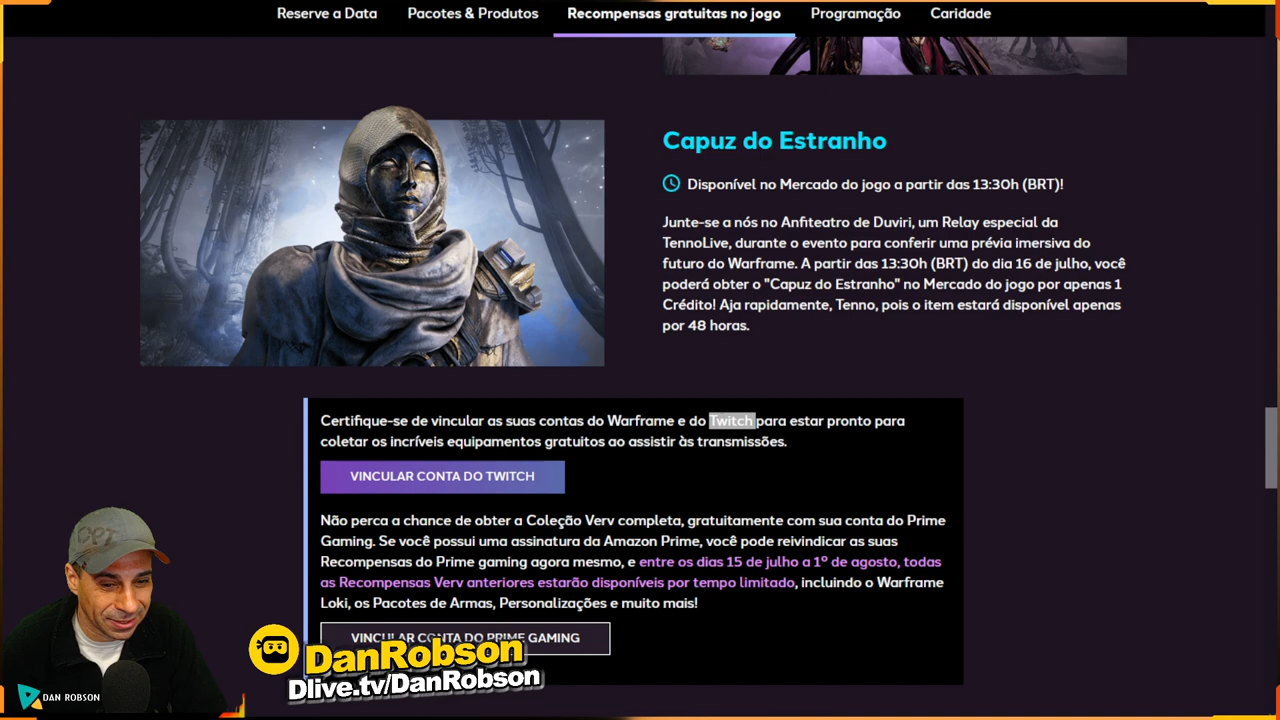 Reserve a Data
Pacotes & Produtos
Recompensas gratuitas no jogo
Programação
Caridade
Capuz do Estranho
Disponível no Mercado do jogo a partir das 13:30h (BRT)!
Junte-se a nós no Anfiteatro de Duviri, um Relay especial da
TennoLive, durante o evento para conferir uma prévia imersiva do
futuro do Warframe. A partir das 13:30h (BRT) do dia 16 de julho, você
poderá obter o "Capuz do Estranho" no Mercado do jogo por apenas 1
Crédito! Aja rapidamente, Tenno, pois o item estará disponível apenas
por 48 horas.
Certifique-se de vincular as suas contas do Warframe e do Twitch para estar pronto para
coletar os incríveis equipamentos gratuitos ao assistir às transmissões.
VINCULAR CONTA DO TWITCH
Não perca a chance de obter a Coleção Verv completa, gratuitamente com sua conta do Prime
Gaming. Se você possui uma assinatura da Amazon Prime, você pode reivindicar as suas
Recompensas do Prime gaming agora mesmo, e entre os dias 15 de julho a 1º de agosto, todas
as Recompensas Verv anteriores estarão disponíveis por tempo limitado, incluindo o Warframe
Loki, os Pacotes de Armas, Personalizações e muito mais!
VINCULAR CONTA DO PRIME GAMING
DanRobson
Dlive.tv/DanRobson
DAN ROBSON